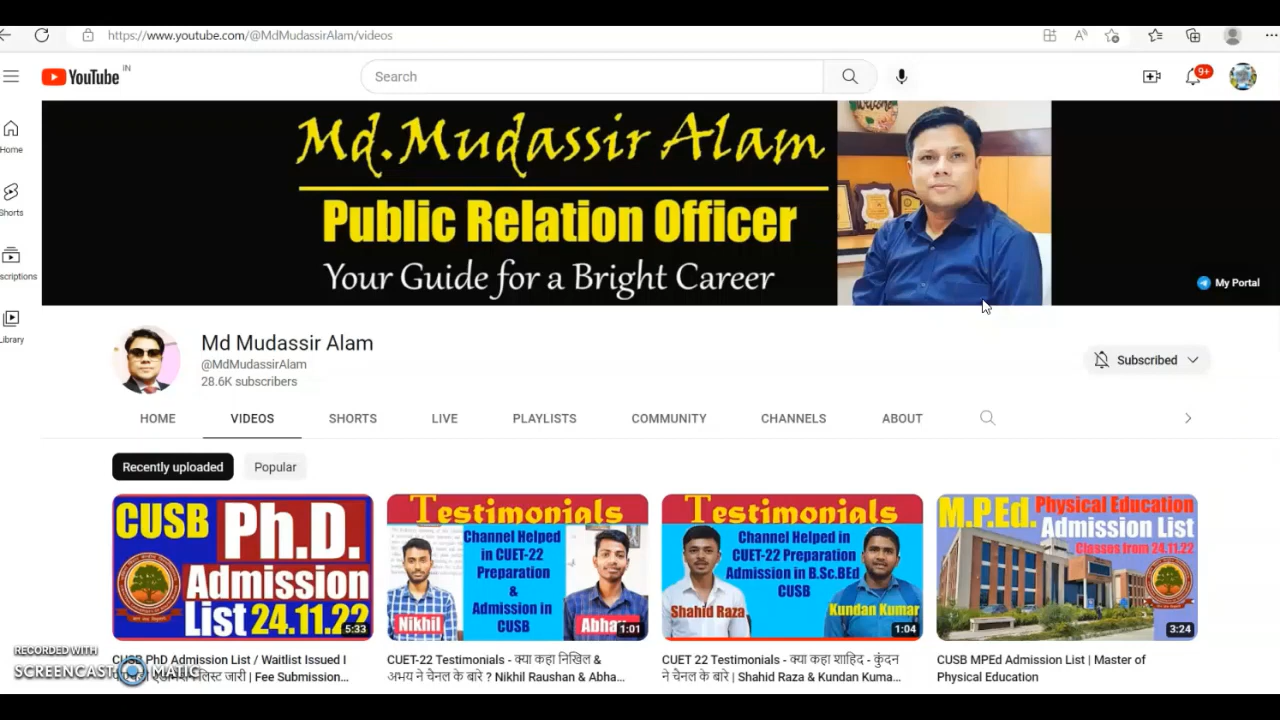 https://www.youtube.com/@MdMudassirAlam/videos
YouTube IN
Search
9+
Home
Shorts
scriptions
Library
Md.Mudassir Alam
Public Relation Officer
Your Guide for a Bright Career
Welcome
My Portal
Md Mudassir Alam
@MdMudassirAlam
28.6K subscribers
Subscribed
HOME VIDEOS SHORTS LIVE PLAYLISTS COMMUNITY CHANNELS ABOUT
Recently uploaded Popular
CUSB Ph.D.
Admission
List 24.11.22
5:33
CUSB PhD Admission List / Waitlist Issued I
लिस्ट जारी | Fee Submission...
Testimonials
Channel Helped
in CUET-22
Preparation
&
Admission in
CUSB
Nikhil
Abha
1:01
CUET-22 Testimonials - क्या कहा निखिल &
अभय ने चेनल के बारे ? Nikhil Raushan & Abha...
Testimonials
Channel Helped in
CUET-22 Preparation
Admission in B.Sc.BEd
CUSB
Shahid Raza
Kundan Kumar
1:04
CUET 22 Testimonials - क्या कहा शाहिद - कुंदन
ने चेनल के बारे | Shahid Raza & Kundan Kuma...
M.P.Ed. Physical Education
Admission List
Classes from 24.11.22
3:24
CUSB MPEd Admission List | Master of
Physical Education
RECORDED WITH
SCREENCAST MATIC